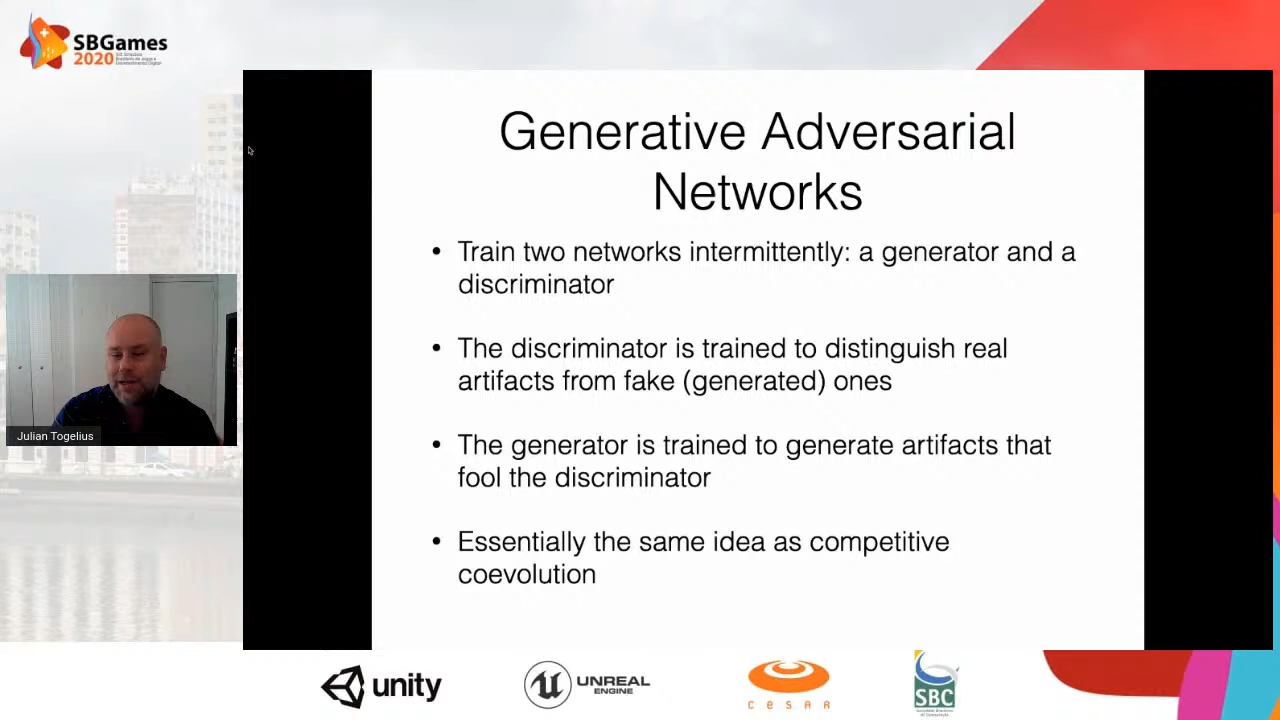 SBGames
2020
Generative Adversarial
Networks
• Train two networks intermittently: a generator and a
discriminator
• The discriminator is trained to distinguish real
artifacts from fake (generated) ones
• The generator is trained to generate artifacts that
fool the discriminator
• Essentially the same idea as competitive
coevolution
Julian Togelius
unity
UNREAL
ENGINE
CESAR
SBC